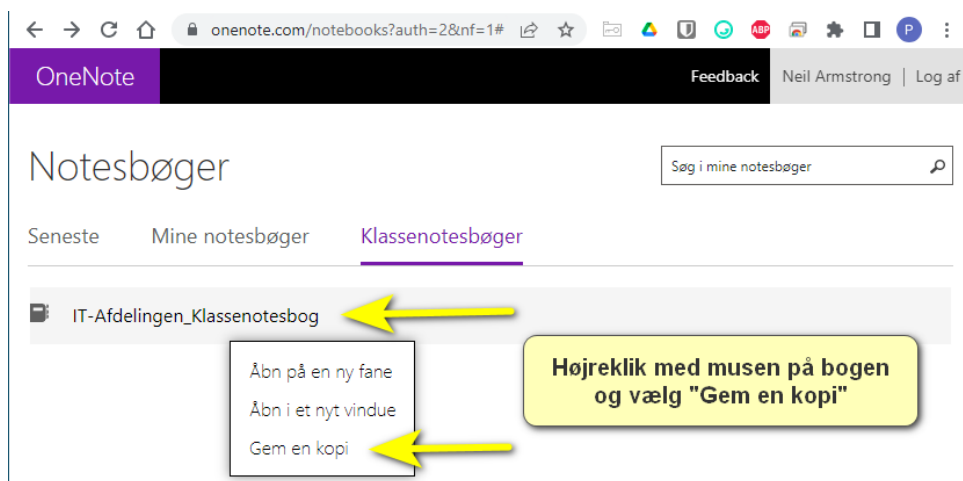 onenote.com/notebooks?auth=2&nf=1#
ABP
P
OneNote
Feedback
Neil Armstrong | Log af
Notesbøger
Søg i mine notesbøger
Seneste Mine notesbøger Klassenotesbøger
IT-Afdelingen_Klassenotesbog
Åbn på en ny fane
Åbn i et nyt vindue
Gem en kopi
Højreklik med musen på bogen
og vælg "Gem en kopi"